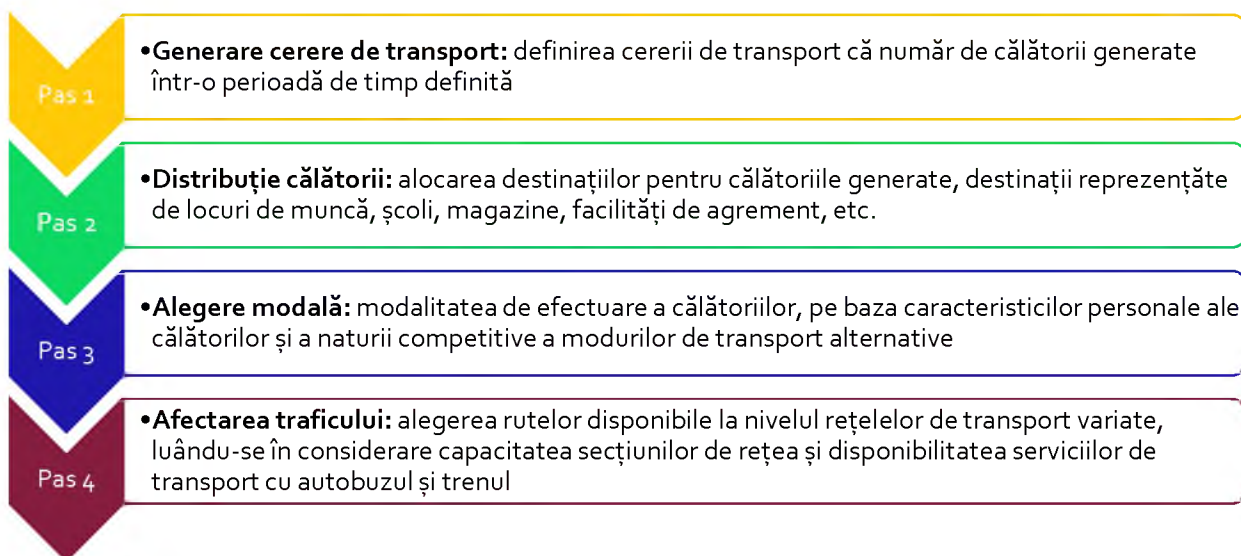 Pas 1
•Generare cerere de transport: definirea cererii de transport că număr de călătorii generate
într-o perioadă de timp definită
Pas 2
•Distribuție călătorii: alocarea destinațiilor pentru călătoriile generate, destinații reprezențăte
de locuri de muncă, școli, magazine, facilități de agrement, etc.
Pas 3
•Alegere modală: modalitatea de efectuare a călătoriilor, pe baza caracteristicilor personale ale
călătorilor și a naturii competitive a modurilor de transport alternative
Pas 4
•Afectarea traficului: alegerea rutelor disponibile la nivelul rețelelor de transport variate,
luându-se în considerare capacitatea secțiunilor de rețea și disponibilitatea serviciilor de
transport cu autobuzul și trenul